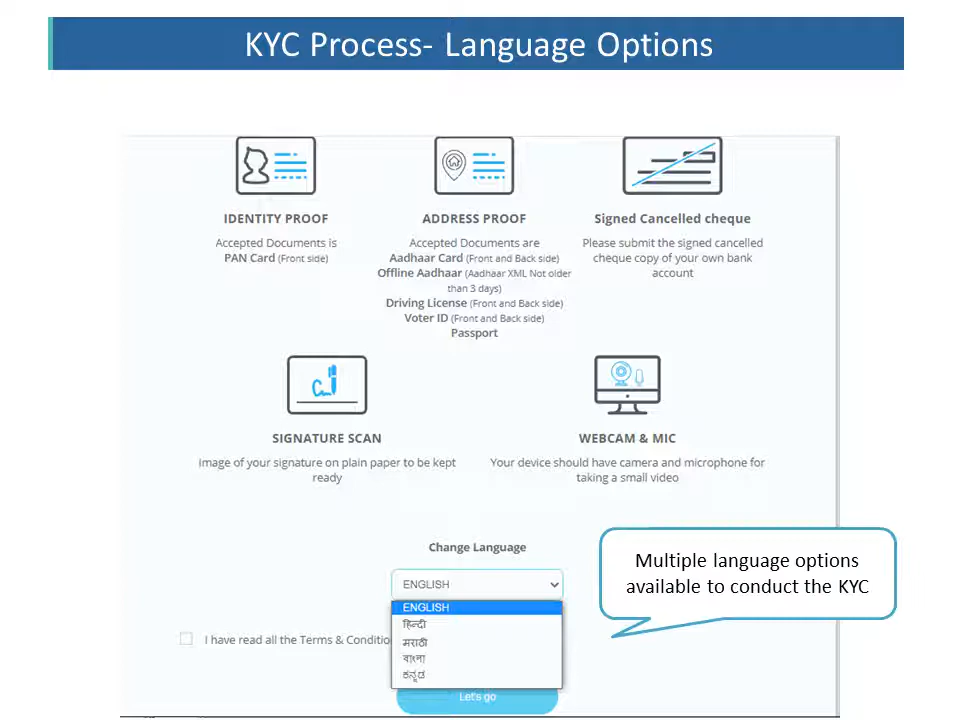 KYC Process- Language Options
IDENTITY PROOF
Accepted Documents is
PAN Card (Front side)
ADDRESS PROOF
Accepted Documents are
Aadhaar Card (Front and Back side)
Offline Aadhaar (Aadhaar XML Not older
than 3 days)
Driving License (Front and Back side)
Voter ID (Front and Back side)
Passport
Signed Cancelled cheque
Please submit the signed cancelled
cheque copy of your own bank
account
SIGNATURE SCAN
Image of your signature on plain paper to be kept
ready
WEBCAM & MIC
Your device should have camera and microphone for
taking a small video
Change Language
ENGLISH
ENGLISH
हिन्दी
मराठी
বাংলা
ಕನ್ನಡ
I have read all the Terms & Conditio
Let's go
Multiple language options
available to conduct the KYC